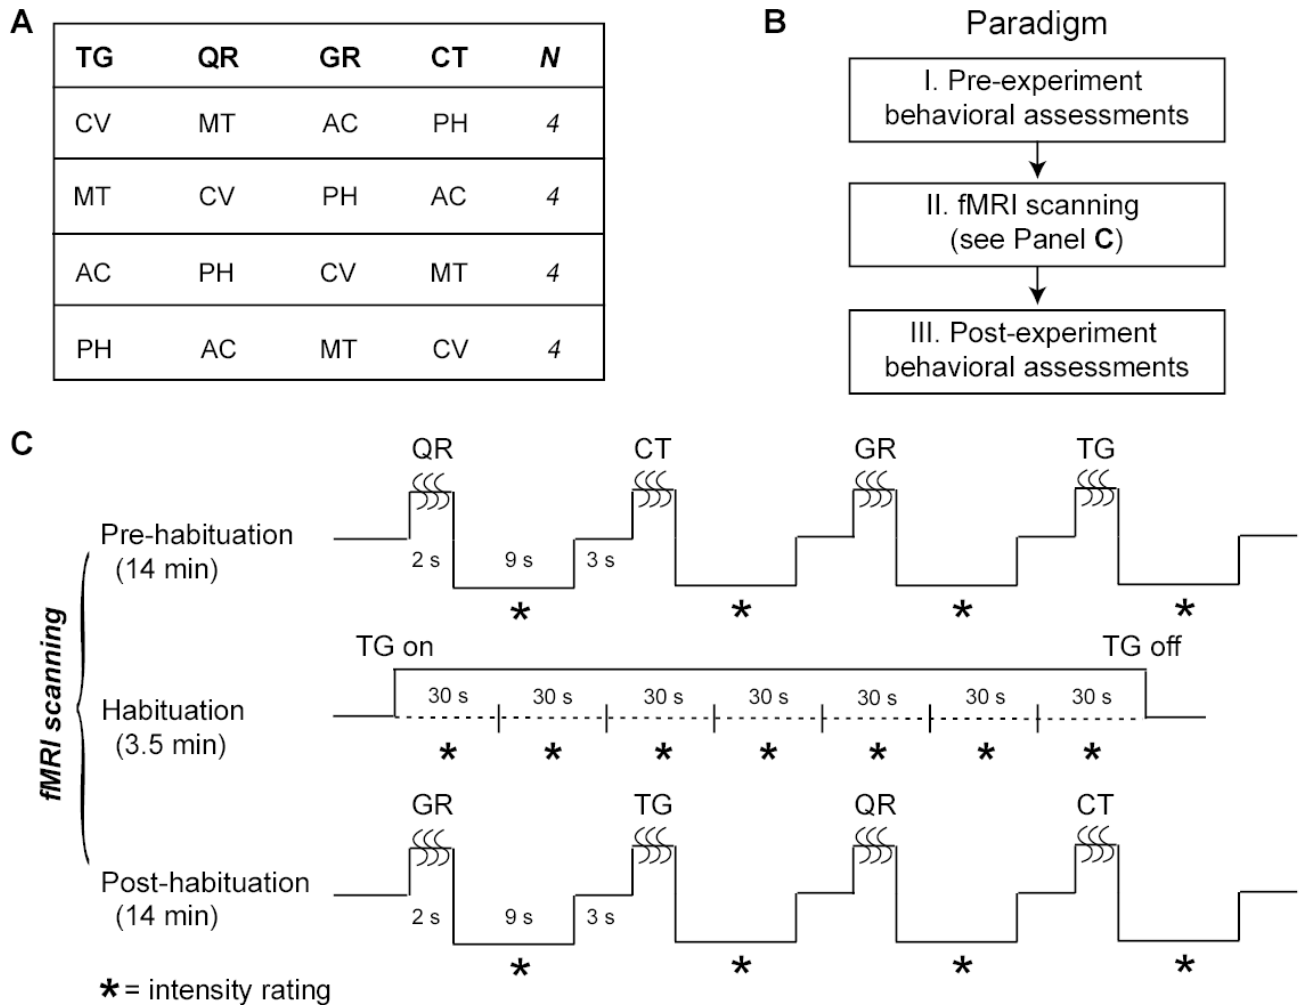 A
TG QR GR CT N
CV MT AC PH 4
MT CV PH AC 4
AC PH CV MT 4
PH AC MT CV 4
B
Paradigm
I. Pre-experiment
behavioral assessments
II. fMRI scanning
(see Panel C)
III. Post-experiment
behavioral assessments
C
fMRI scanning
QR CT GR TG
Pre-habituation
(14 min)
2 s 9 s 3 s
* * * *
TG on TG off
30 s 30 s 30 s 30 s 30 s 30 s 30 s
Habituation
(3.5 min)
* * * * * * *
GR TG QR CT
Post-habituation
(14 min)
2 s 9 s 3 s
* * * *
* = intensity rating